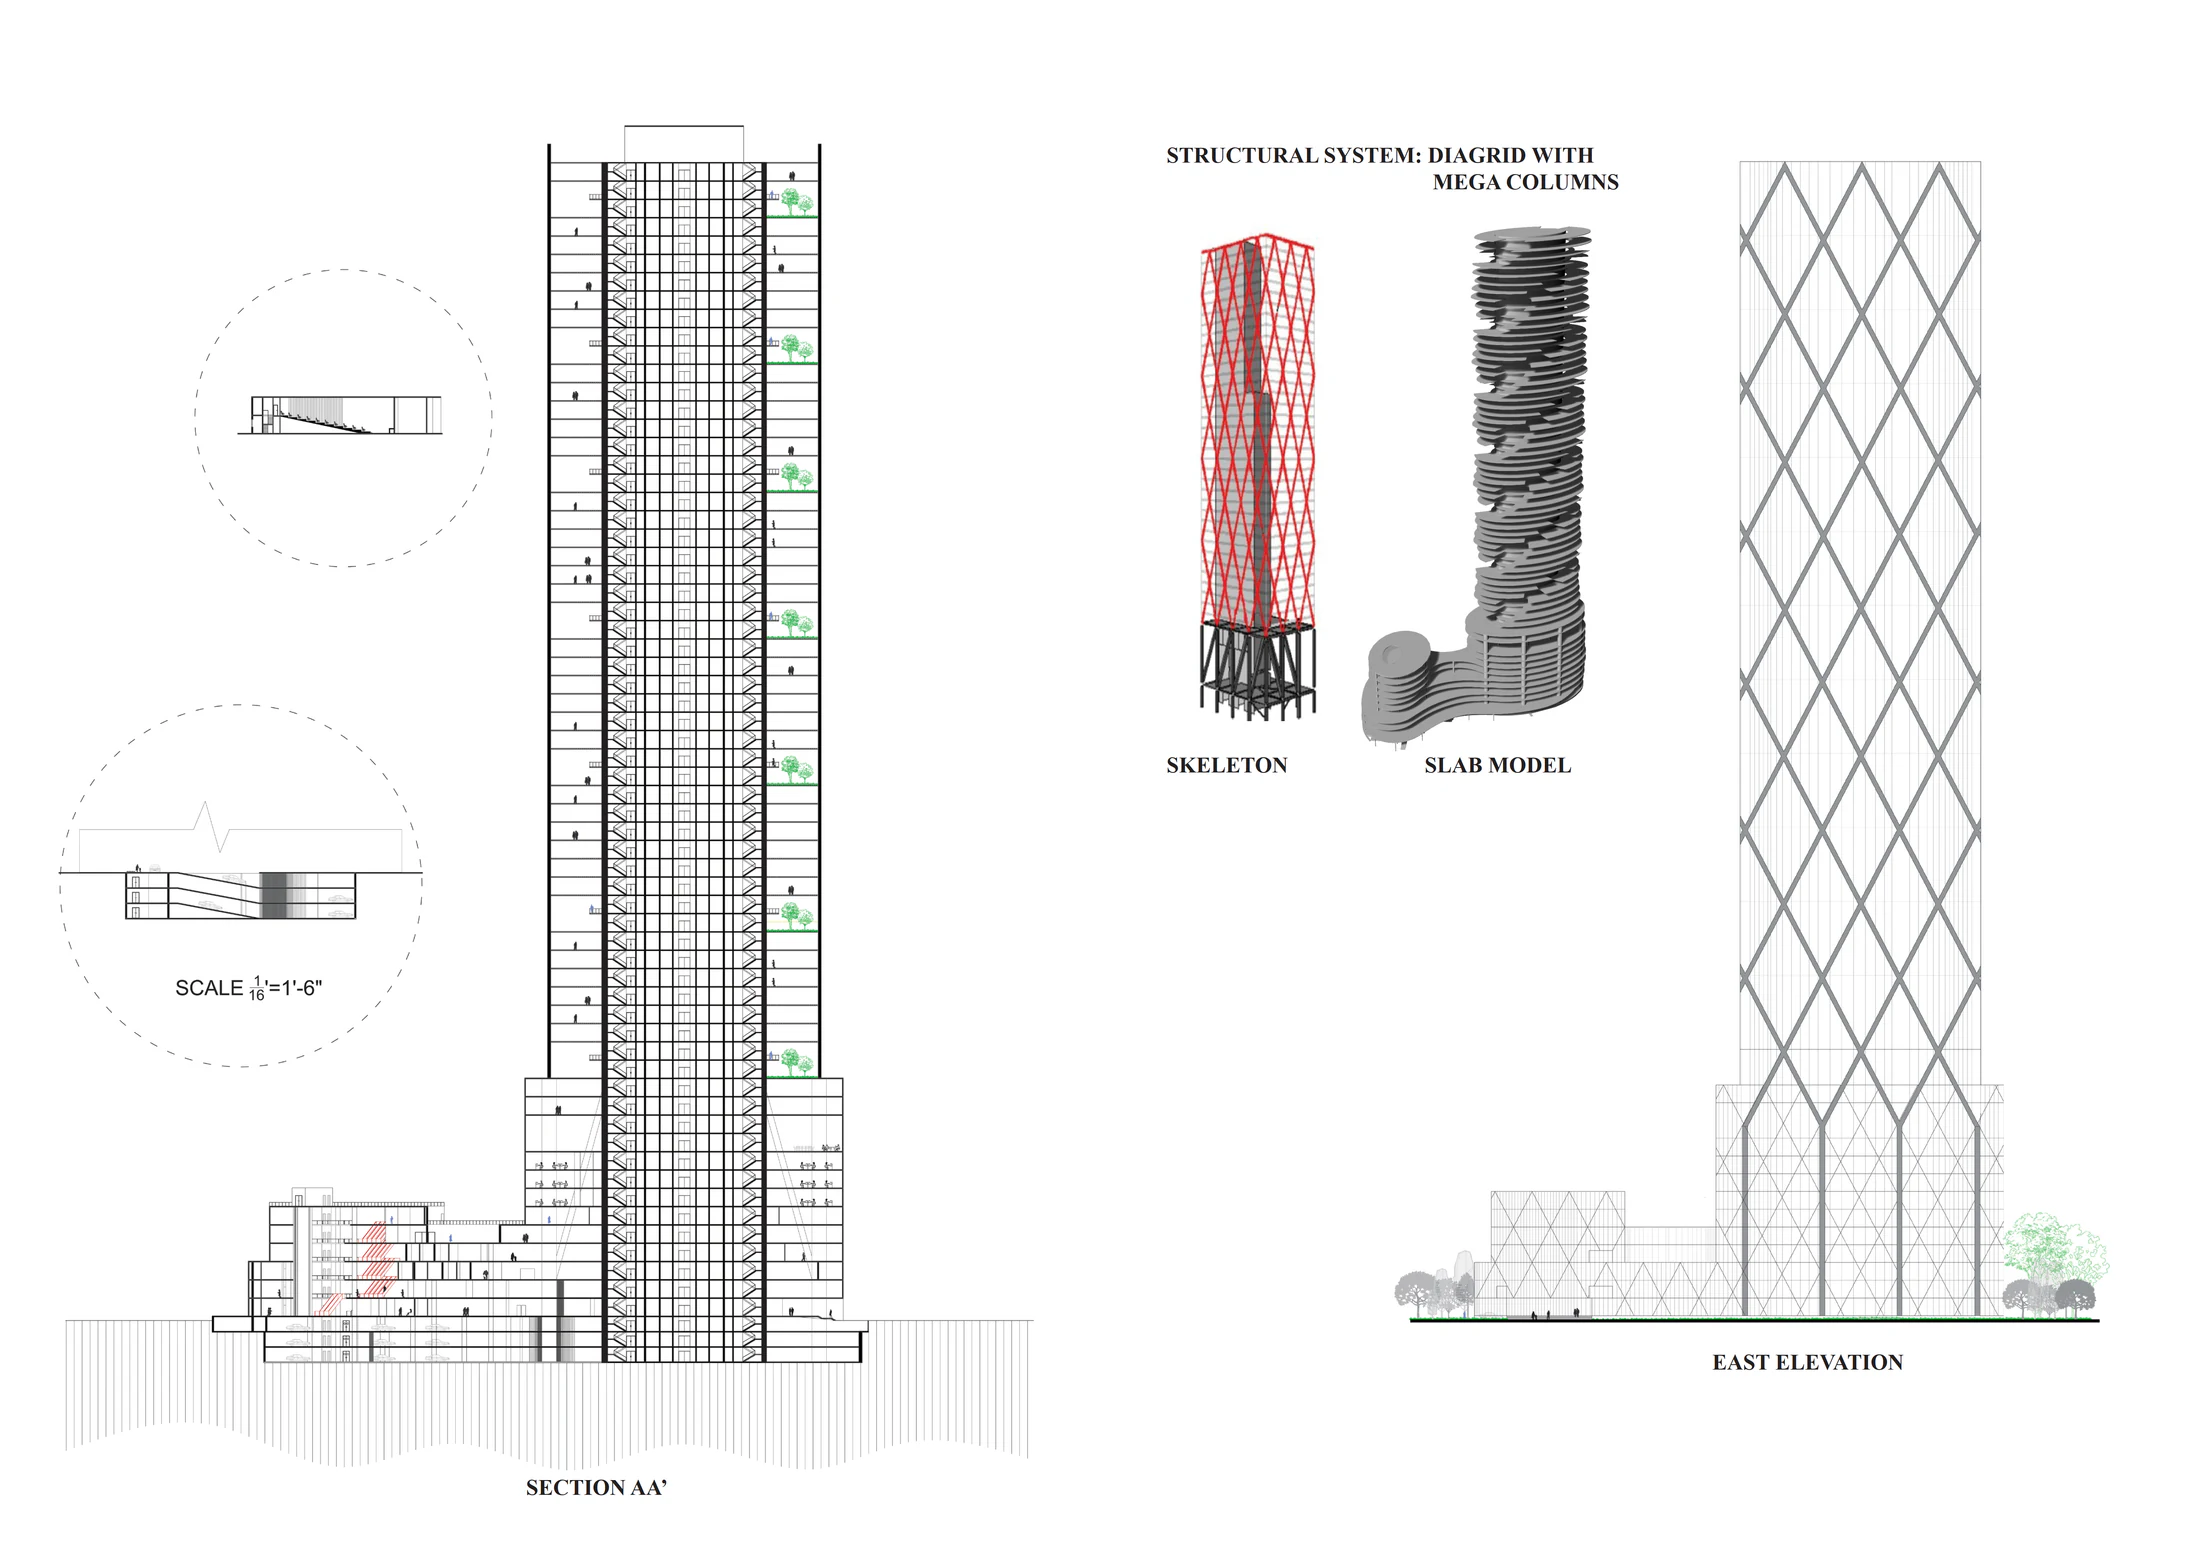 STRUCTURAL SYSTEM: DIAGRID WITH
MEGA COLUMNS
SKELETON
SLAB MODEL
SCALE 1/16'=1'-6"
EAST ELEVATION
SECTION AA’